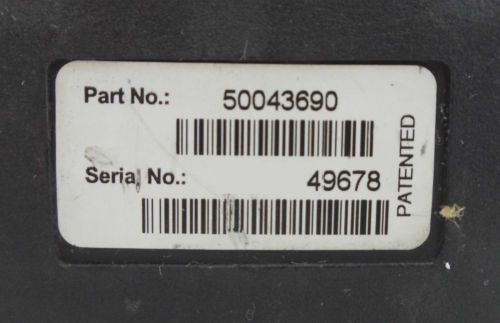 Part No.: 50043690
Serial No.: 49678
PATENTED